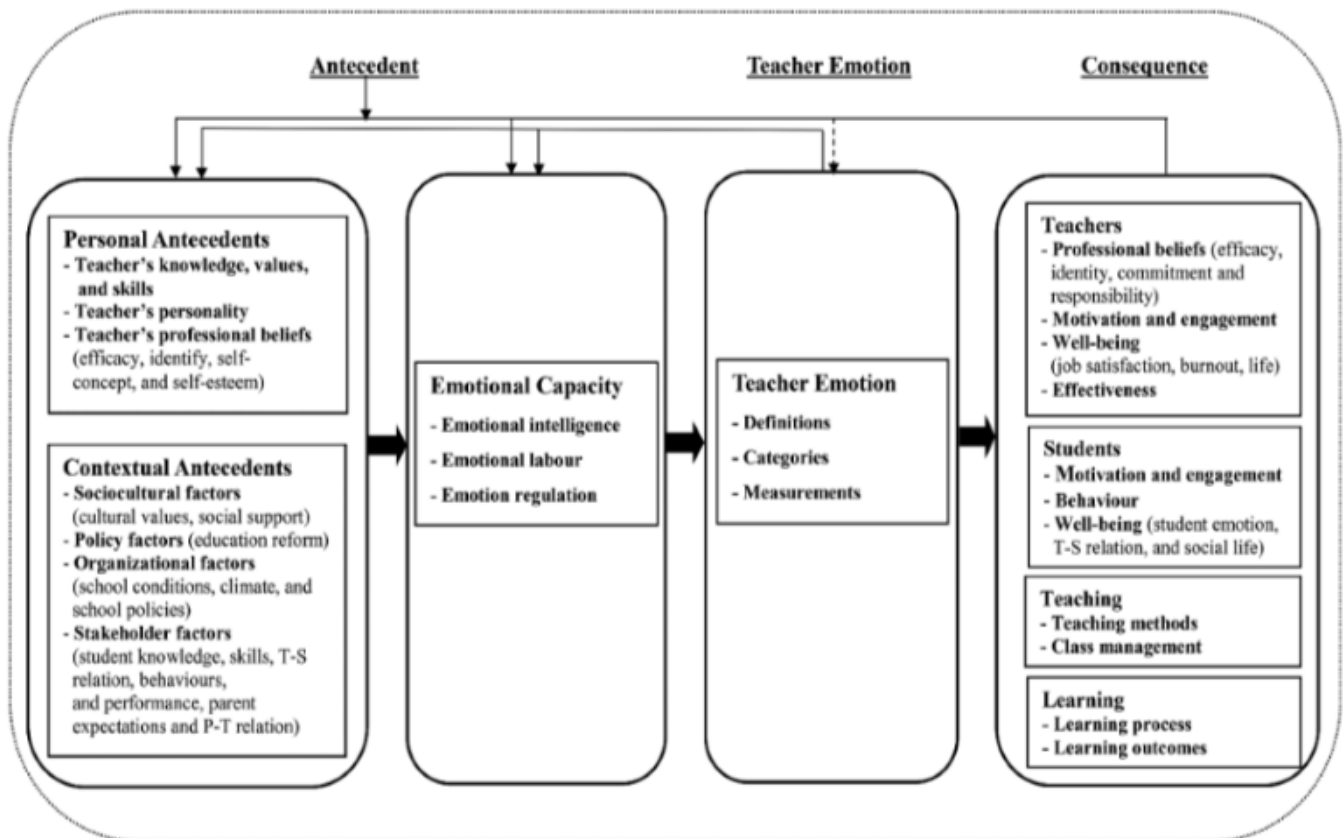 Antecedent
Teacher Emotion
Consequence
Personal Antecedents
- Teacher's knowledge, values,
and skills
- Teacher's personality
- Teacher's professional beliefs
(efficacy, identify, self-
concept, and self-esteem)
Contextual Antecedents
- Sociocultural factors
(cultural values, social support)
- Policy factors (education reform)
- Organizational factors
(school conditions, climate, and
school policies)
- Stakeholder factors
(student knowledge, skills, T-S
relation, behaviours,
and performance, parent
expectations and P-T relation)
Emotional Capacity
- Emotional intelligence
- Emotional labour
- Emotion regulation
Teacher Emotion
- Definitions
- Categories
- Measurements
Teachers
- Professional beliefs (efficacy,
identity, commitment and
responsibility)
- Motivation and engagement
- Well-being
(job satisfaction, burnout, life)
- Effectiveness
Students
- Motivation and engagement
- Behaviour
- Well-being (student emotion,
T-S relation, and social life)
Teaching
- Teaching methods
- Class management
Learning
- Learning process
- Learning outcomes